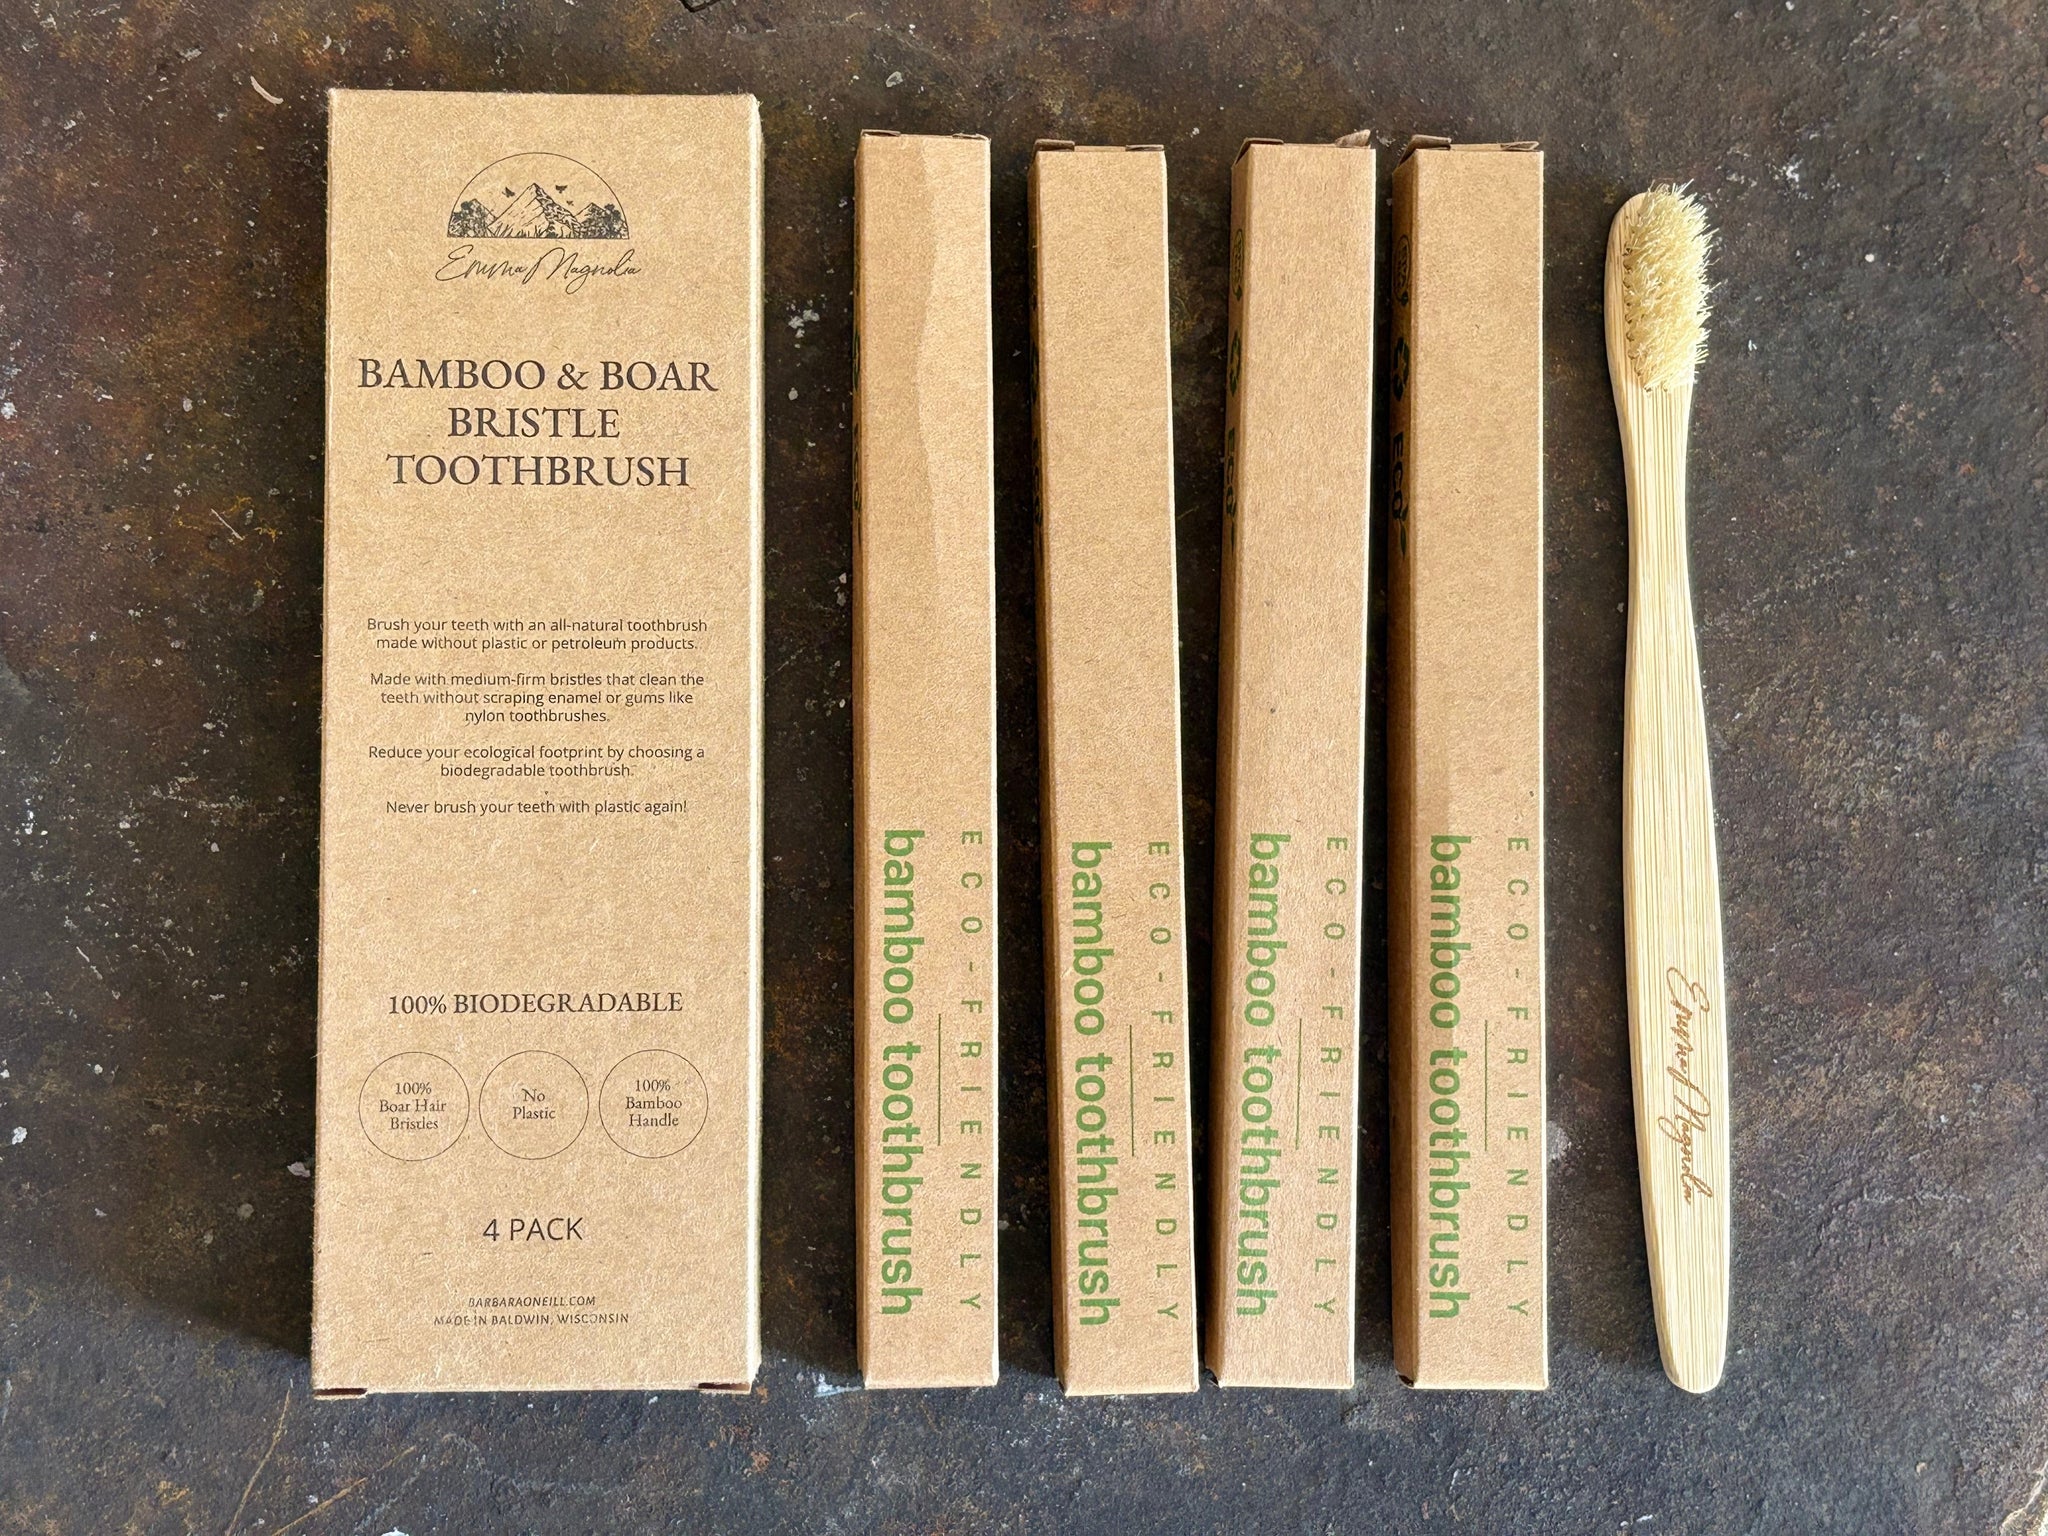 Emma Magnolia
BAMBOO & BOAR
BRISTLE
TOOTHBRUSH
Brush your teeth with an all-natural toothbrush
made without plastic or petroleum products.
Made with medium-firm bristles that clean the
teeth without scraping enamel or gums like
nylon toothbrushes.
Reduce your ecological footprint by choosing a
biodegradable toothbrush.
Never brush your teeth with plastic again!
100% BIODEGRADABLE
100%
Boar Hair
Bristles
No
Plastic
100%
Bamboo
Handle
4 PACK
BARBARAONEILL.COM
MADE IN BALDWIN, WISCONSIN
ECO-FRIENDLY
bamboo toothbrush
ECO-FRIENDLY
bamboo toothbrush
Eco
ECO-FRIENDLY
bamboo toothbrush
Eco
ECO-FRIENDLY
bamboo toothbrush
Emma Magnolia